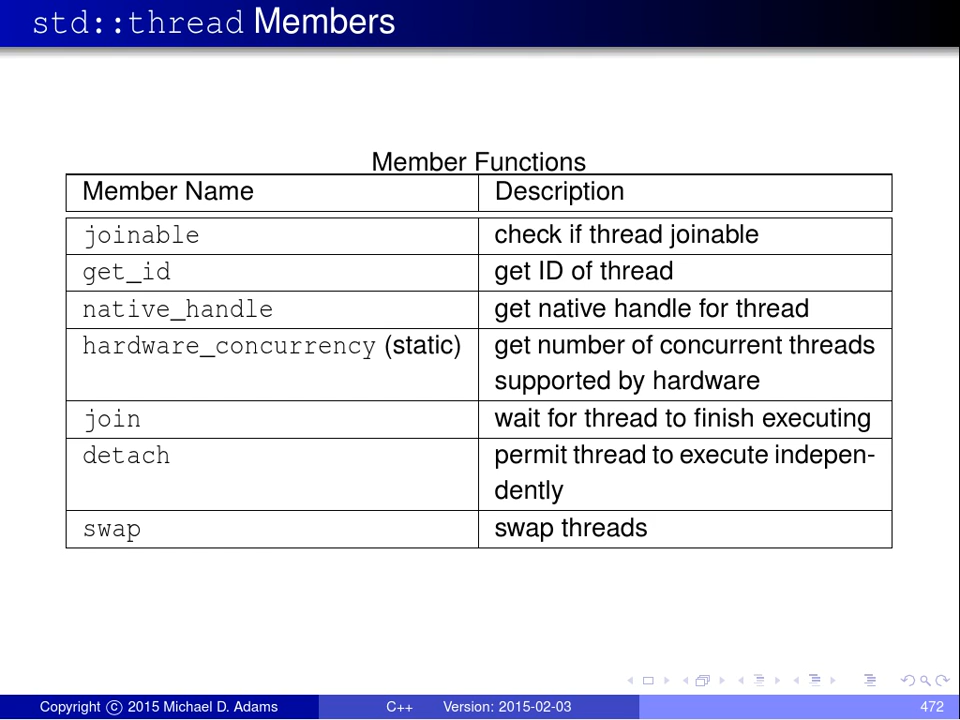 std::thread Members
Member Functions
Member Name Description
joinable check if thread joinable
get_id get ID of thread
native_handle get native handle for thread
hardware_concurrency (static) get number of concurrent threads
supported by hardware
join wait for thread to finish executing
detach permit thread to execute indepen-
dently
swap swap threads
Copyright © 2015 Michael D. Adams C++ Version: 2015-02-03 472